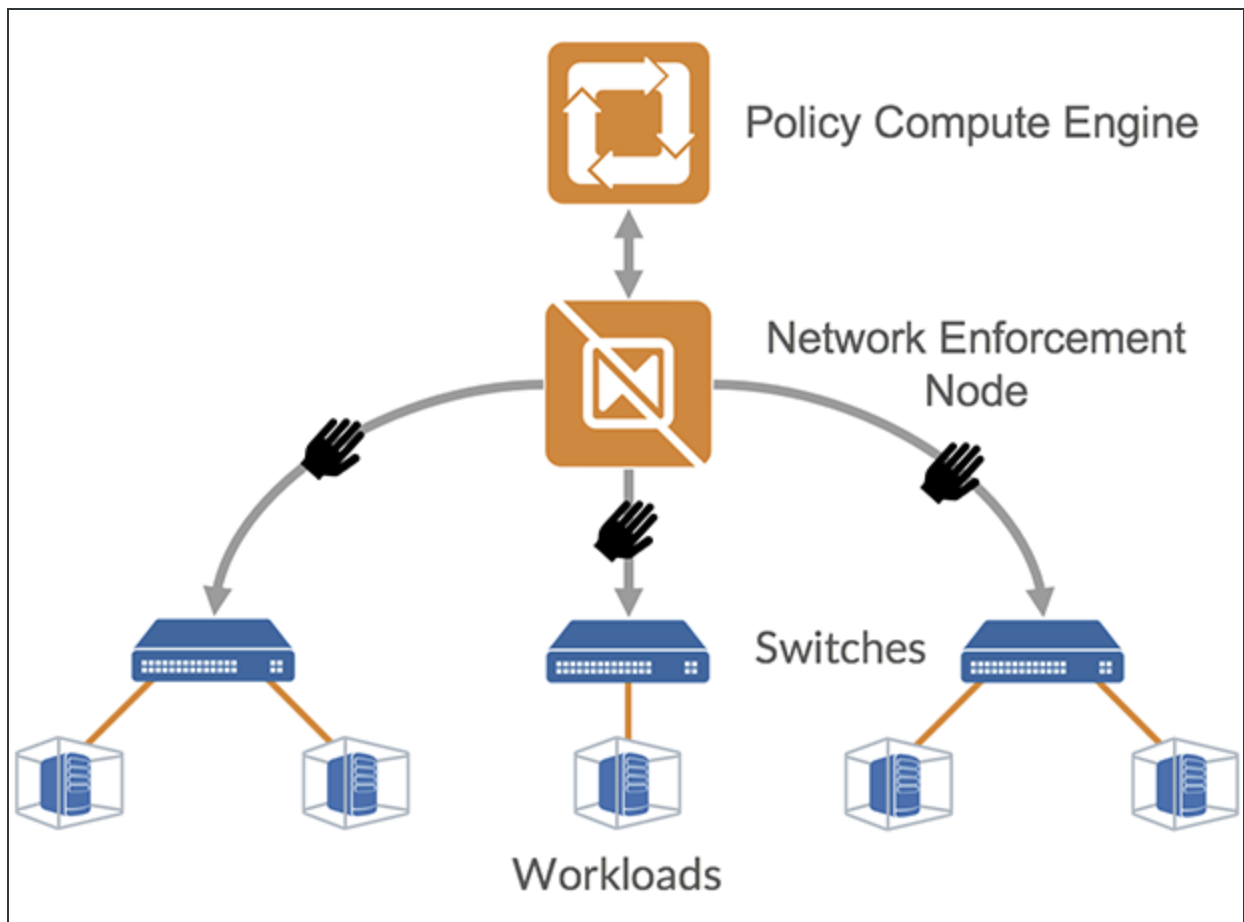 Policy Compute Engine
Network Enforcement
Node
Switches
Workloads